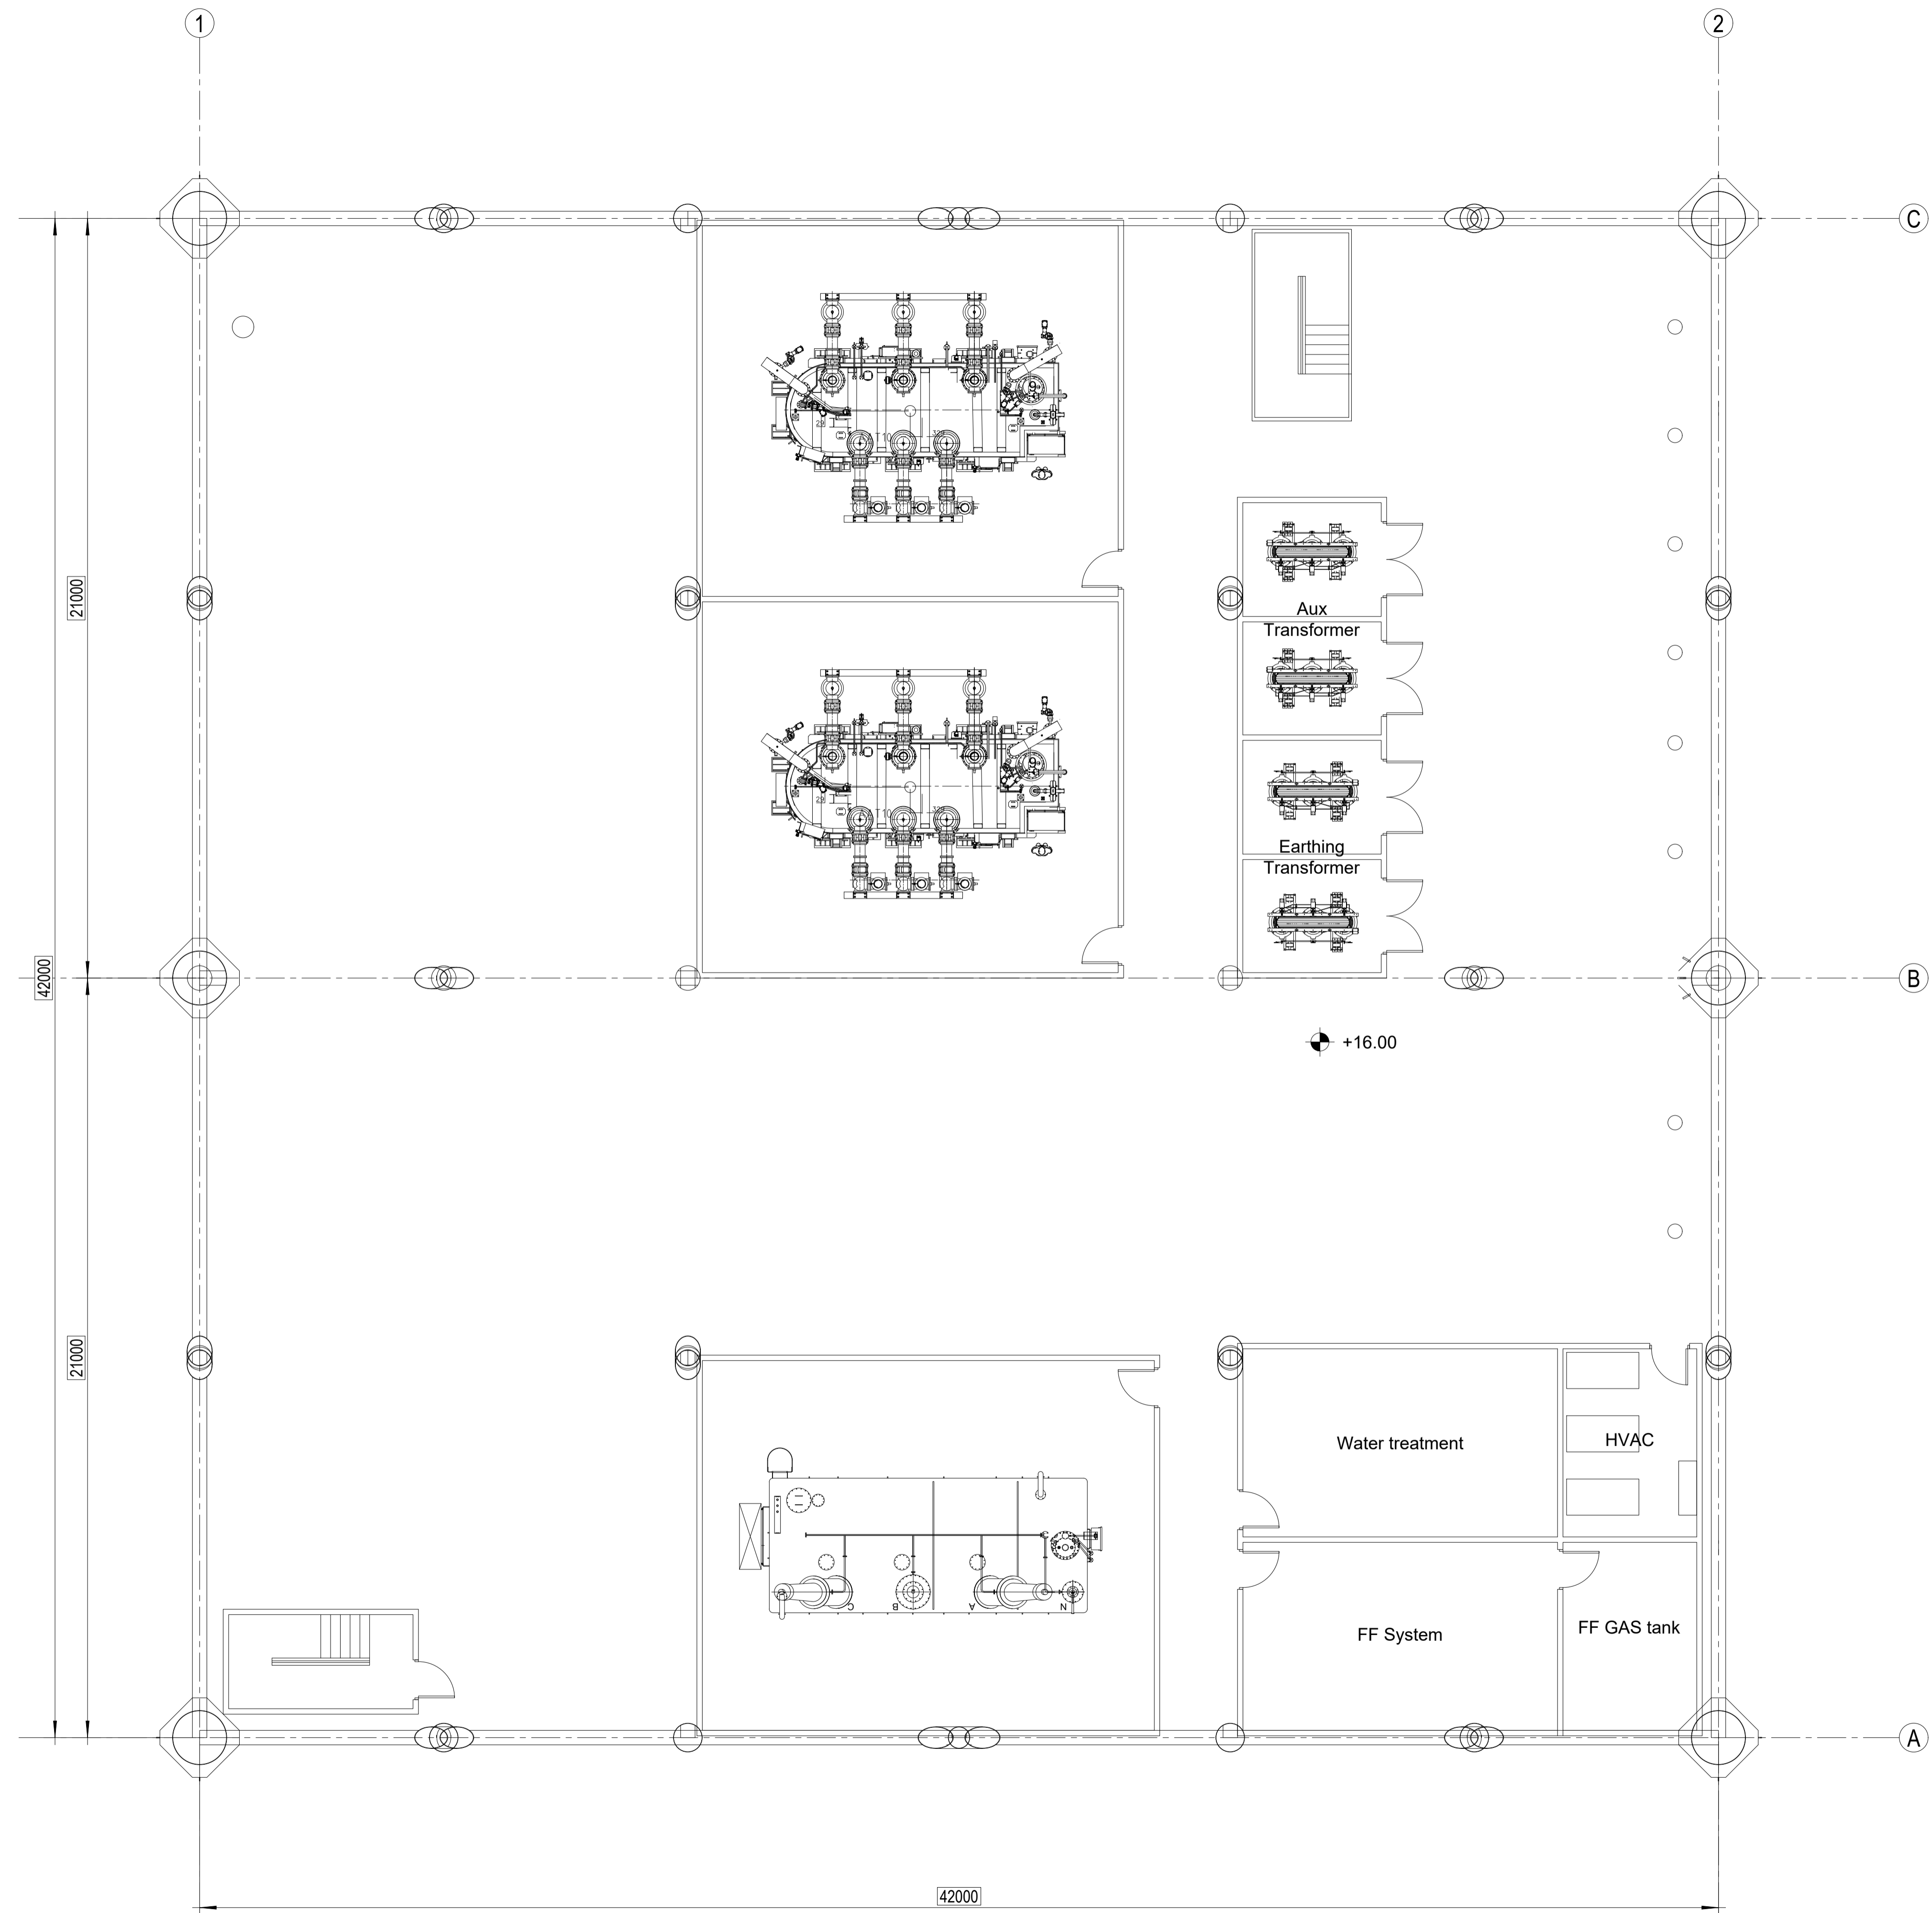 1
2
C
21000
Aux
Transformer
Earthing
Transformer
42000
B
+16.00
21000
Water treatment
HVAC
FF System
FF GAS tank
C
B
A
N
A
42000